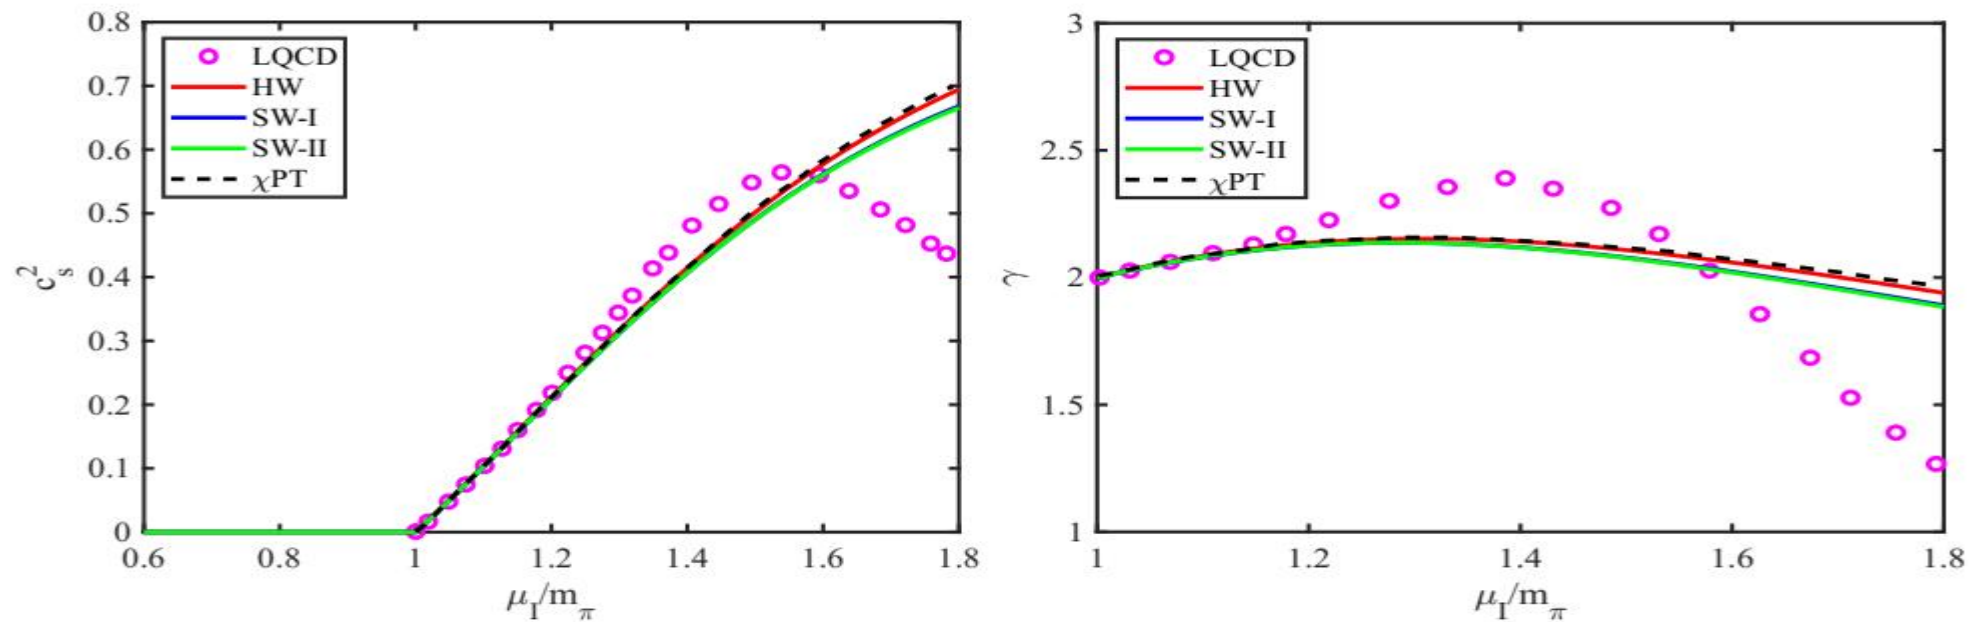 0.8
0.7
0.6
0.5
0.4
0.3
0.2
0.1
0
c_s^2
LQCD
HW
SW-I
SW-II
χPT
0.6 0.8 1 1.2 1.4 1.6 1.8
μ_I/m_π
3
2.5
2
1.5
1
γ
LQCD
HW
SW-I
SW-II
χPT
1 1.2 1.4 1.6 1.8
μ_I/m_π